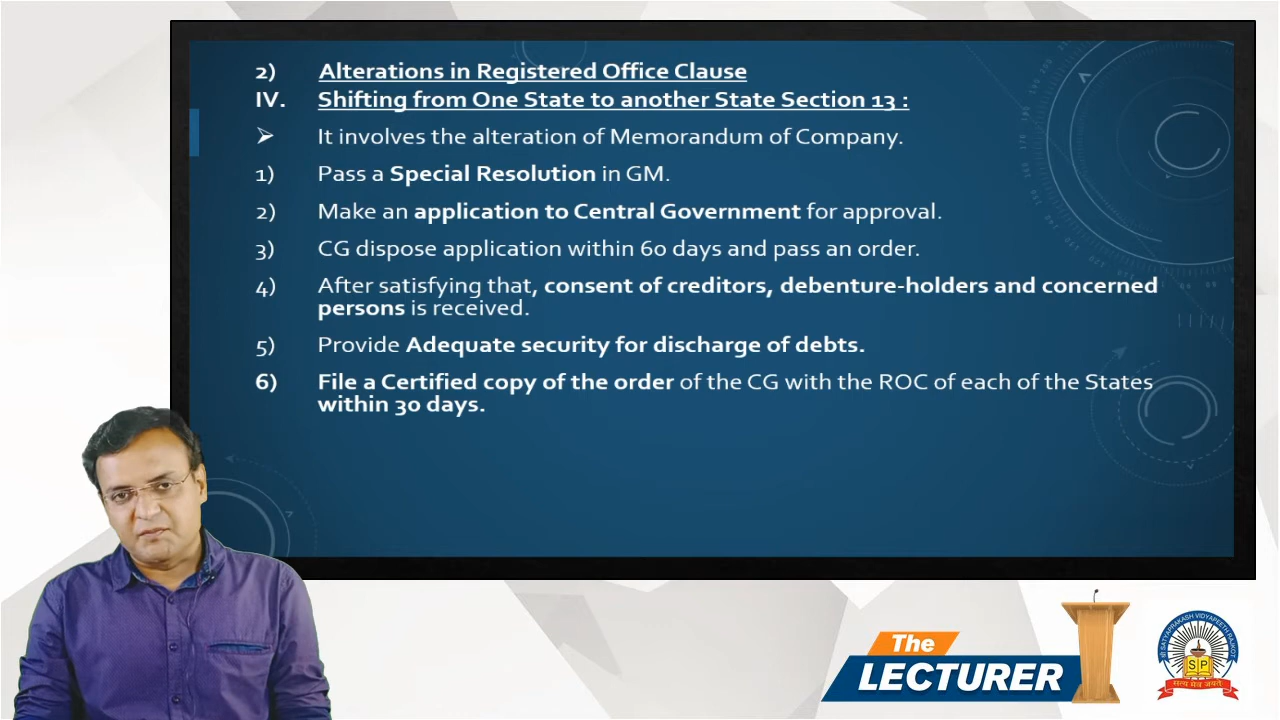 2) Alterations in Registered Office Clause
IV. Shifting from One State to another State Section 13 :
➢ It involves the alteration of Memorandum of Company.
1) Pass a Special Resolution in GM.
2) Make an application to Central Government for approval.
3) CG dispose application within 60 days and pass an order.
4) After satisfying that, consent of creditors, debenture-holders and concerned
persons is received.
5) Provide Adequate security for discharge of debts.
6) File a Certified copy of the order of the CG with the ROC of each of the States
within 30 days.
The
LECTURER
SATYAPRAKASH VIDYAPEETH RAJKOT
S P
सत्य मेव जयते